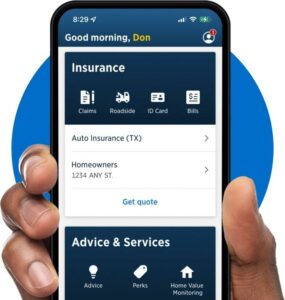 8:29
Good morning, Don
Insurance
Claims Roadside ID Card Bills
Auto Insurance (TX)
Homeowners
1234 ANY ST.
Get quote
Advice & Services
Advice Perks Home Value
Monitoring